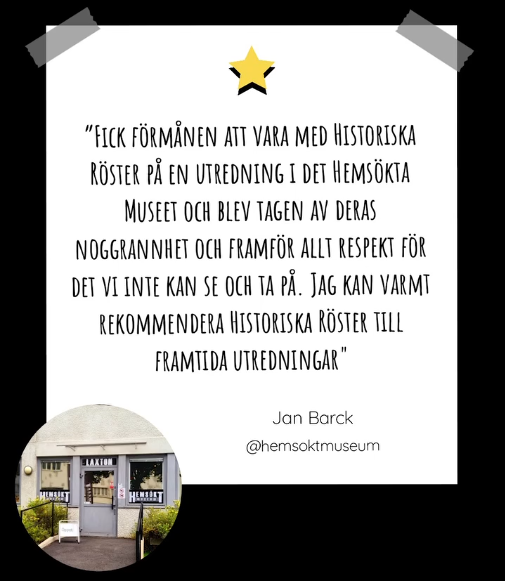 "Fick förmånen att vara med Historiska
Röster på en utredning i det Hemsökta
Museet och blev tagen av deras
noggrannhet och framför allt respekt för
det vi inte kan se och ta på. Jag kan varmt
rekommendera Historiska Röster till
framtida utredningar"
Jan Barck
@hemsoktmuseum
LAXTON
HEMSÖKT
HEMSÖKT